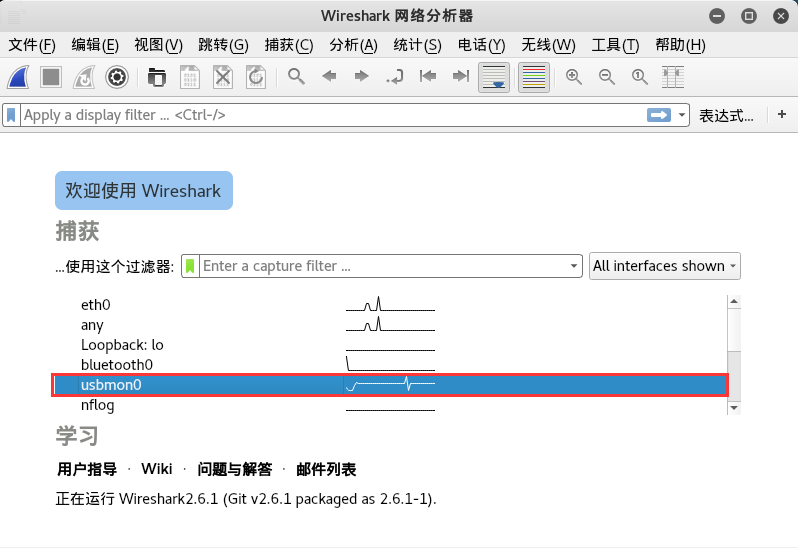 Wireshark 网络分析器
文件(F) 编辑(E) 视图(V) 跳转(G) 捕获(C) 分析(A) 统计(S) 电话(Y) 无线(W) 工具(T) 帮助(H)
Apply a display filter ... <Ctrl-/> 表达式... +
欢迎使用 Wireshark
捕获
...使用这个过滤器: Enter a capture filter ... All interfaces shown
eth0
any
Loopback: lo
bluetooth0
usbmon0
nflog
学习
用户指导 · Wiki · 问题与解答 · 邮件列表
正在运行 Wireshark2.6.1 (Git v2.6.1 packaged as 2.6.1-1).